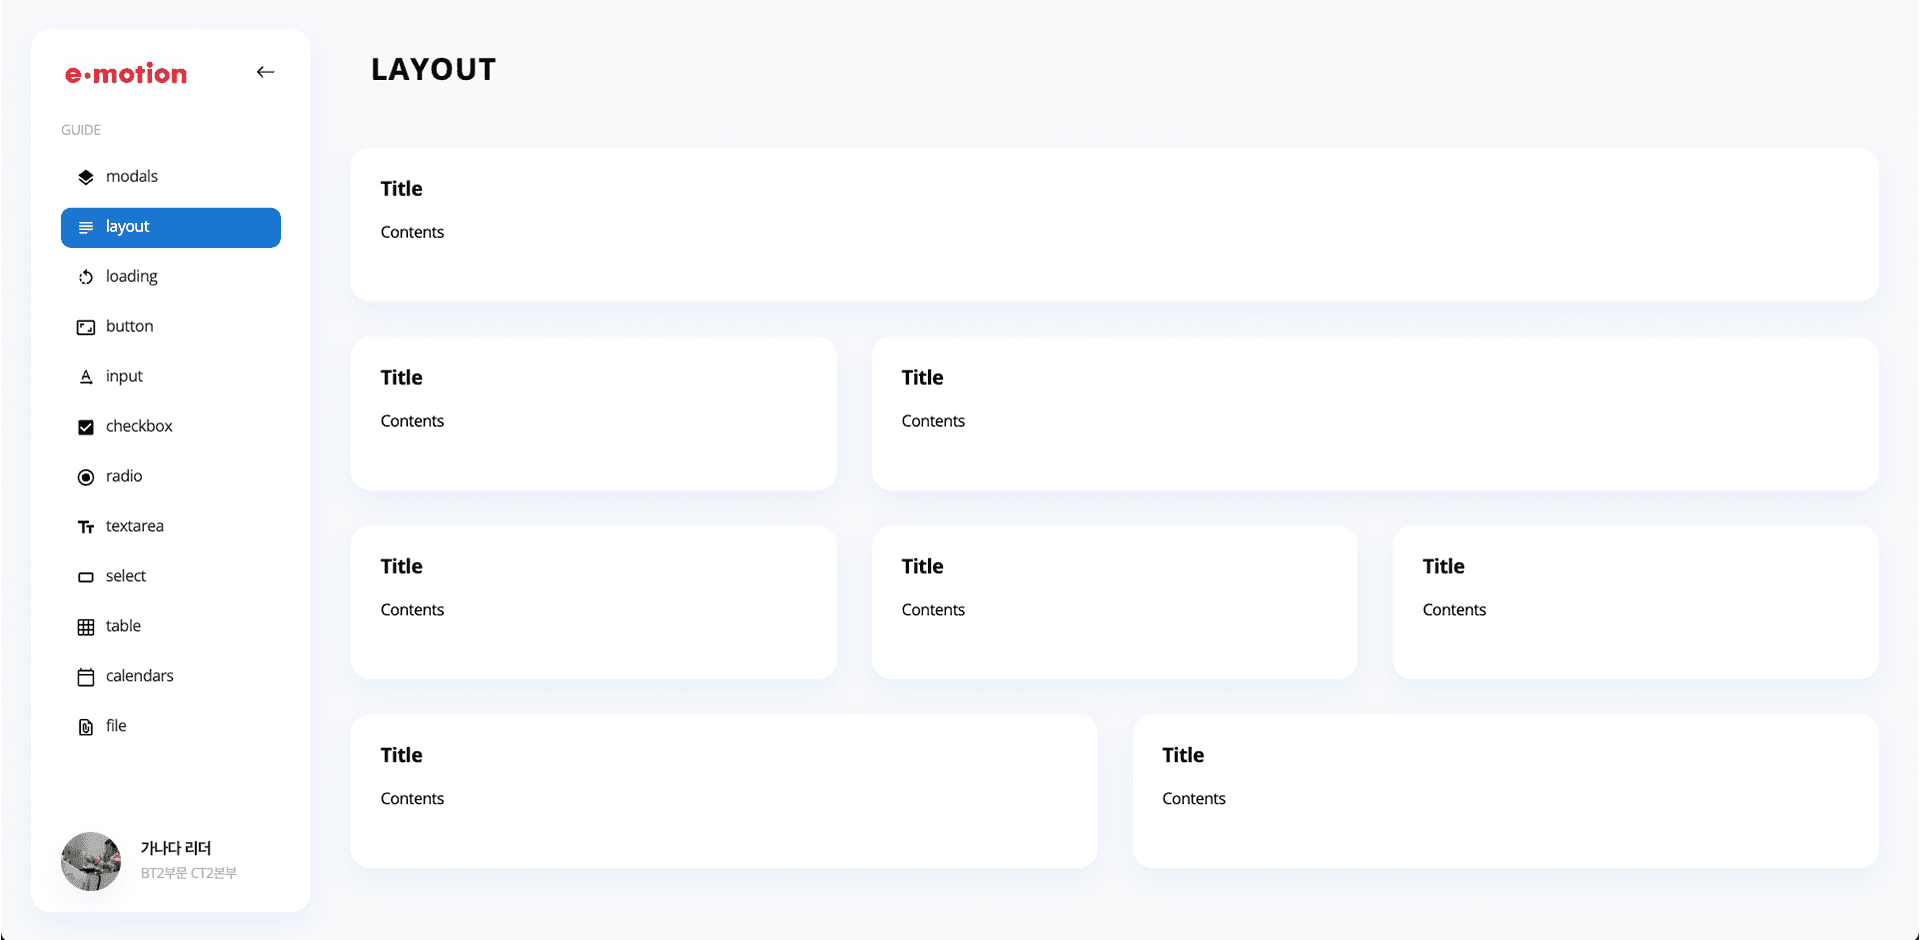 e·motion
GUIDE
modals
layout
loading
button
input
checkbox
radio
textarea
select
table
calendars
file
가나다 리더
BT2부문 CT2본부
LAYOUT
Title
Contents
Title
Contents
Title
Contents
Title
Contents
Title
Contents
Title
Contents
Title
Contents
Title
Contents